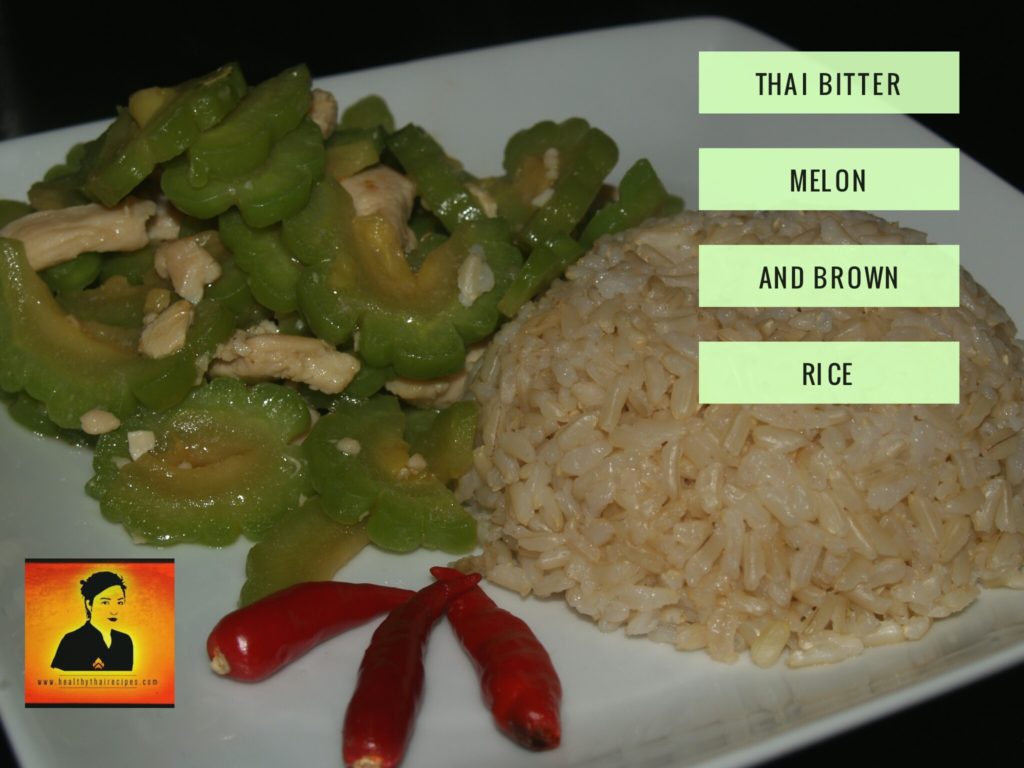 THAI BITTER
MELON
AND BROWN
RICE
www.healthythairecipes.com